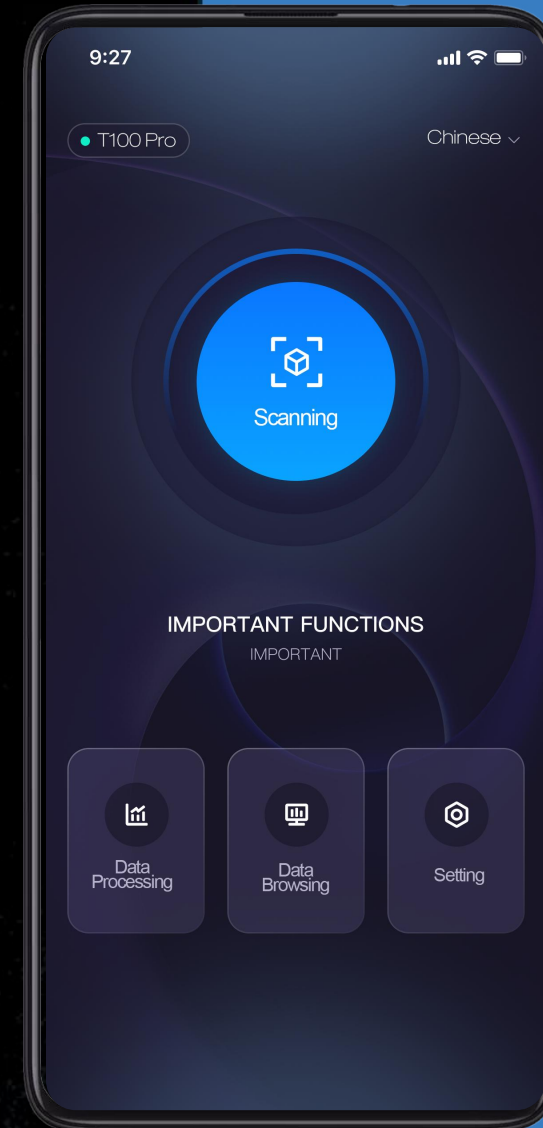 9:27
T100 Pro
Chinese
Scanning
IMPORTANT FUNCTIONS
IMPORTANT
Data
Processing
Data
Browsing
Setting